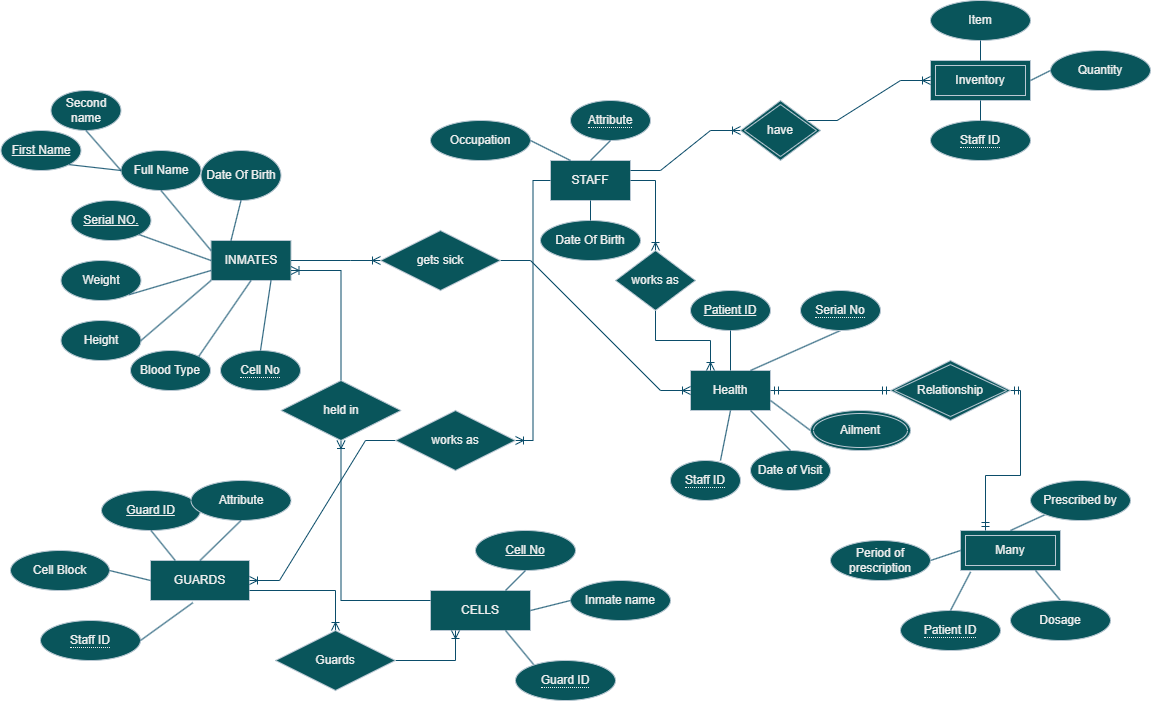 Item
Inventory
Quantity
Staff ID
have
Second
name
First Name
Full Name
Date Of Birth
Serial NO.
INMATES
Weight
Height
Blood Type
Cell No
gets sick
Occupation
Attribute
STAFF
Date Of Birth
works as
Patient ID
Serial No
Health
Relationship
Ailment
Date of Visit
Staff ID
held in
works as
Guard ID
Attribute
Cell Block
GUARDS
Staff ID
Guards
Cell No
CELLS
Inmate name
Guard ID
Prescribed by
Many
Period of
prescription
Patient ID
Dosage